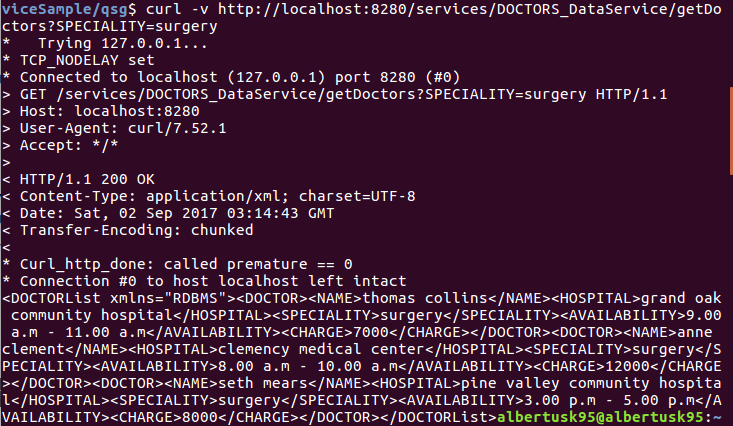 viceSample/qsg$ curl -v http://localhost:8280/services/DOCTORS_DataService/getDo
ctors?SPECIALITY=surgery
*   Trying 127.0.0.1...
* TCP_NODELAY set
* Connected to localhost (127.0.0.1) port 8280 (#0)
> GET /services/DOCTORS_DataService/getDoctors?SPECIALITY=surgery HTTP/1.1
> Host: localhost:8280
> User-Agent: curl/7.52.1
> Accept: */*
>
< HTTP/1.1 200 OK
< Content-Type: application/xml; charset=UTF-8
< Date: Sat, 02 Sep 2017 03:14:43 GMT
< Transfer-Encoding: chunked
<
* Curl_http_done: called premature == 0
* Connection #0 to host localhost left intact
<DOCTORList xmlns="RDBMS"><DOCTOR><NAME>thomas collins</NAME><HOSPITAL>grand oak
 community hospital</HOSPITAL><SPECIALITY>surgery</SPECIALITY><AVAILABILITY>9.00
 a.m - 11.00 a.m</AVAILABILITY><CHARGE>7000</CHARGE></DOCTOR><DOCTOR><NAME>anne 
clement</NAME><HOSPITAL>clemency medical center</HOSPITAL><SPECIALITY>surgery</S
PECIALITY><AVAILABILITY>8.00 a.m - 10.00 a.m</AVAILABILITY><CHARGE>12000</CHARGE
></DOCTOR><DOCTOR><NAME>seth mears</NAME><HOSPITAL>pine valley community hospita
l</HOSPITAL><SPECIALITY>surgery</SPECIALITY><AVAILABILITY>3.00 p.m - 5.00 p.m</A
VAILABILITY><CHARGE>8000</CHARGE></DOCTOR></DOCTORList>albertusk95@albertusk95:~